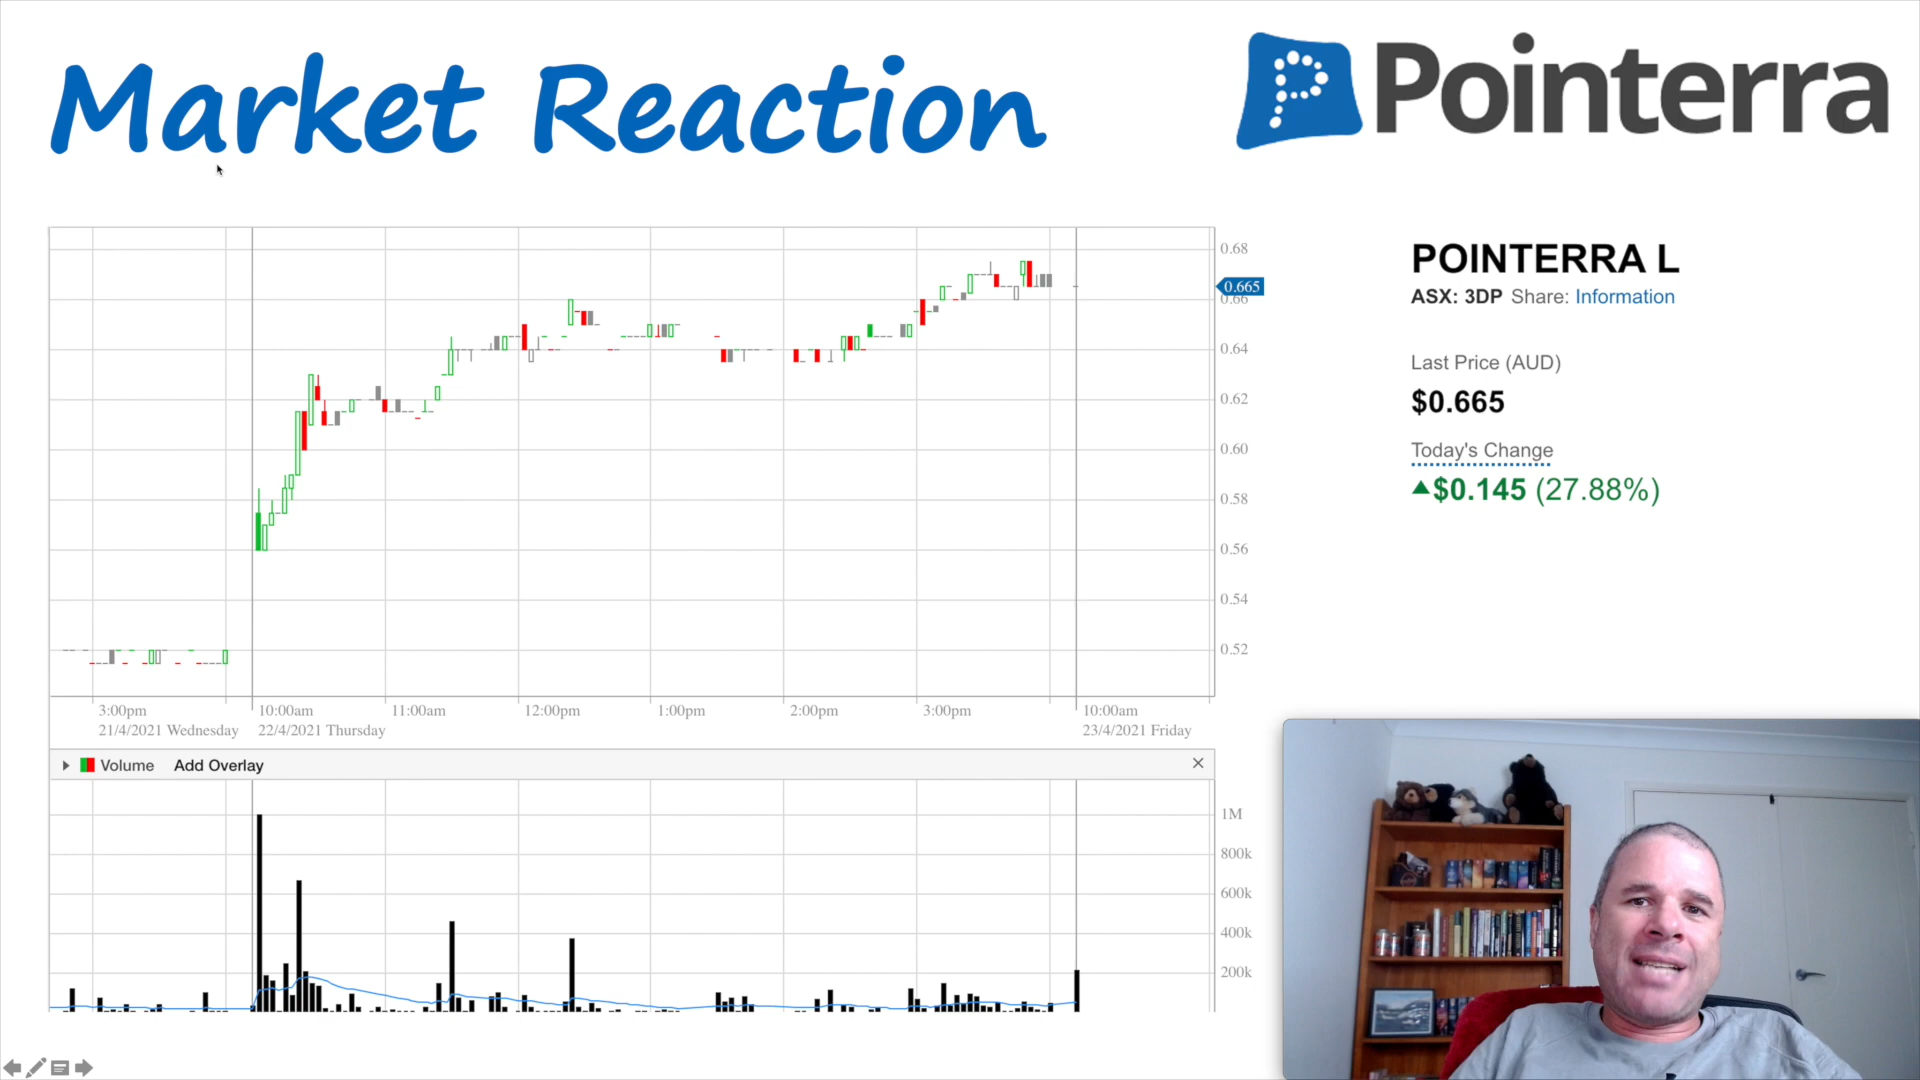 Market Reaction
Pointerra
POINTERRA L
ASX: 3DP Share: Information
Last Price (AUD)
$0.665
Today's Change
$0.145 (27.88%)
0.68
0.665
0.66
0.64
0.62
0.60
0.58
0.56
0.54
0.52
3:00pm 10:00am 11:00am 12:00pm 1:00pm 2:00pm 3:00pm 10:00am
21/4/2021 Wednesday 22/4/2021 Thursday 23/4/2021 Friday
Volume Add Overlay
1M
800k
600k
400k
200k